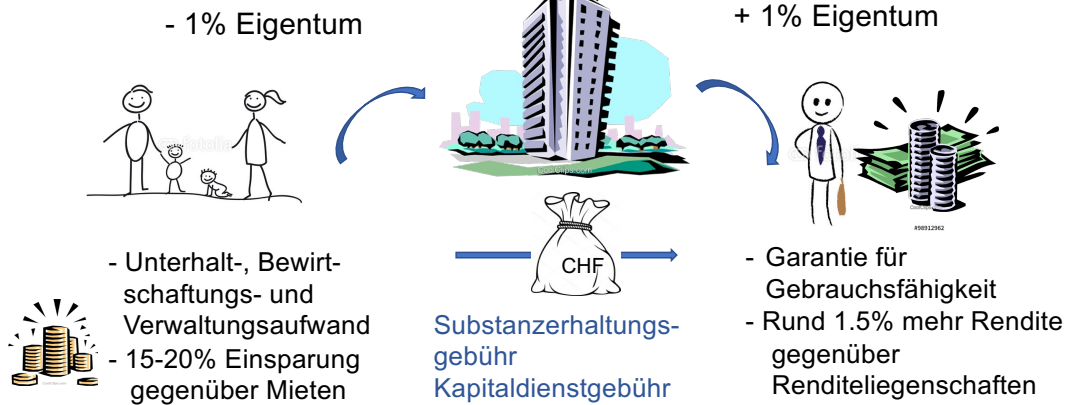 - 1% Eigentum
+ 1% Eigentum
- Unterhalt-, Bewirt-
schaftungs- und
Verwaltungsaufwand
- 15-20% Einsparung
gegenüber Mieten
CHF
Substanzerhaltungs-
gebühr
Kapitaldienstgebühr
#98912962
- Garantie für
Gebrauchsfähigkeit
- Rund 1.5% mehr Rendite
gegenüber
Renditeliegenschaften